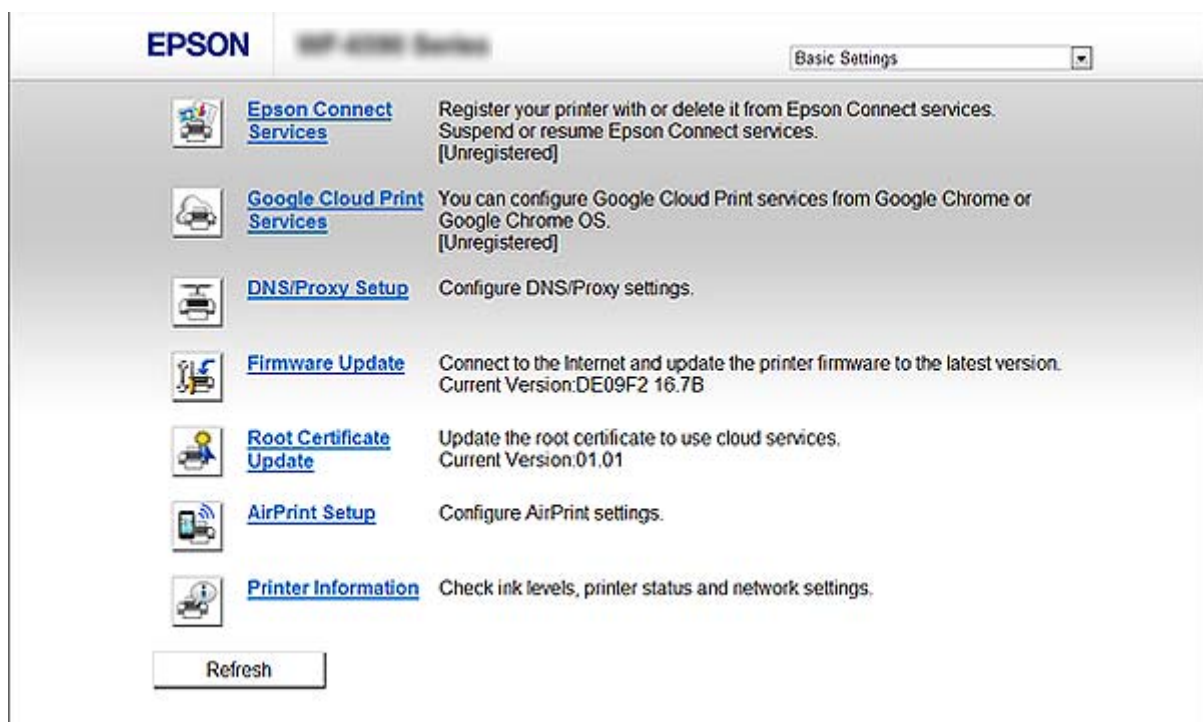 EPSON
Basic Settings
Epson Connect
Services
Register your printer with or delete it from Epson Connect services.
Suspend or resume Epson Connect services.
[Unregistered]
Google Cloud Print
Services
You can configure Google Cloud Print services from Google Chrome or
Google Chrome OS.
[Unregistered]
DNS/Proxy Setup
Configure DNS/Proxy settings.
Firmware Update
Connect to the Internet and update the printer firmware to the latest version.
Current Version:DE09F2 16.7B
Root Certificate
Update
Update the root certificate to use cloud services.
Current Version:01.01
AirPrint Setup
Configure AirPrint settings.
Printer Information
Check ink levels, printer status and network settings.
Refresh